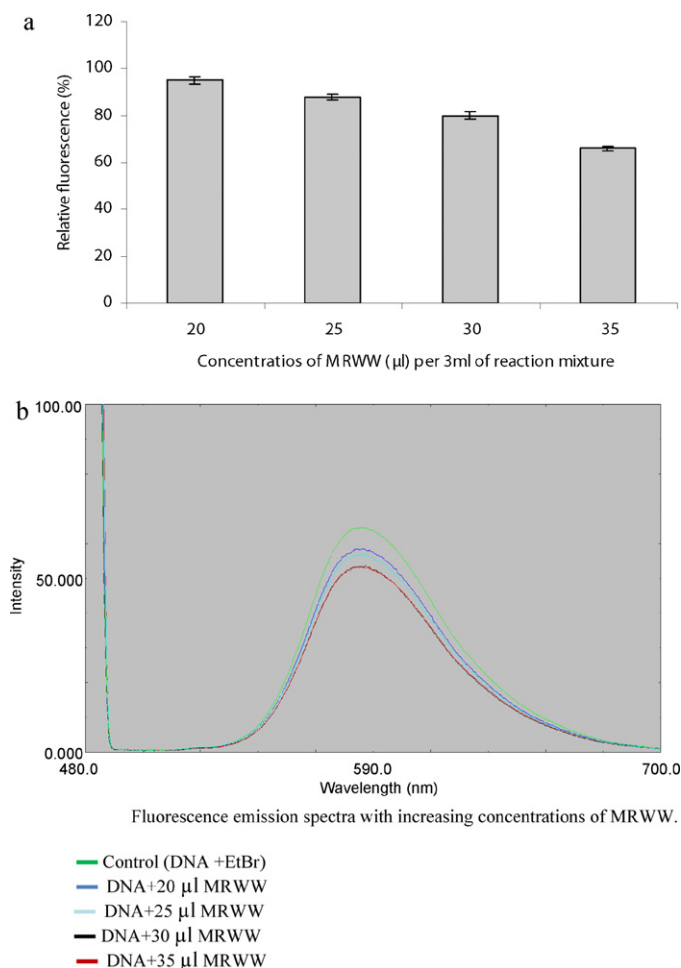 a
120
100
80
60
40
20
0
Relative fluorescence (%)
20 25 30 35
Concentratios of MRWW (µl) per 3ml of reaction mixture
b
100.00
50.000
0.000
Intensity
480.0 590.0 700.0
Wavelength (nm)
Fluorescence emission spectra with increasing concentrations of MRWW.
Control (DNA +EtBr)
DNA+20 µl MRWW
DNA+25 µl MRWW
DNA+30 µl MRWW
DNA+35 µl MRWW